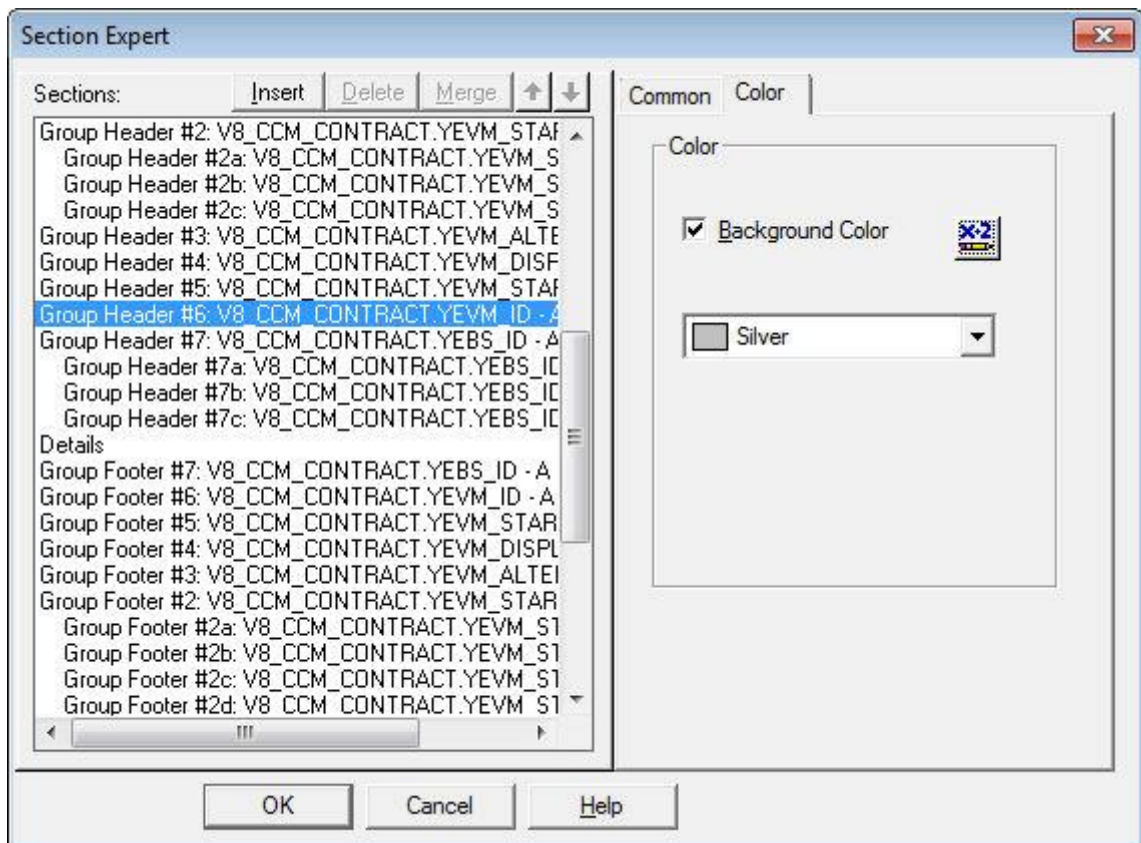 Section Expert
Sections: Insert Delete Merge
Group Header #2: V8_CCM_CONTRACT.YEVM_STAF
Group Header #2a: V8_CCM_CONTRACT.YEVM_S
Group Header #2b: V8_CCM_CONTRACT.YEVM_S
Group Header #2c: V8_CCM_CONTRACT.YEVM_S
Group Header #3: V8_CCM_CONTRACT.YEVM_ALTE
Group Header #4: V8_CCM_CONTRACT.YEVM_DISF
Group Header #5: V8_CCM_CONTRACT.YEVM_STAF
Group Header #6: V8_CCM_CONTRACT.YEVM_ID - A
Group Header #7: V8_CCM_CONTRACT.YEBS_ID - A
Group Header #7a: V8_CCM_CONTRACT.YEBS_ID
Group Header #7b: V8_CCM_CONTRACT.YEBS_ID
Group Header #7c: V8_CCM_CONTRACT.YEBS_ID
Details
Group Footer #7: V8_CCM_CONTRACT.YEBS_ID - A
Group Footer #6: V8_CCM_CONTRACT.YEVM_ID - A
Group Footer #5: V8_CCM_CONTRACT.YEVM_STAR
Group Footer #4: V8_CCM_CONTRACT.YEVM_DISPL
Group Footer #3: V8_CCM_CONTRACT.YEVM_ALTEI
Group Footer #2: V8_CCM_CONTRACT.YEVM_STAR
Group Footer #2a: V8_CCM_CONTRACT.YEVM_ST
Group Footer #2b: V8_CCM_CONTRACT.YEVM_ST
Group Footer #2c: V8_CCM_CONTRACT.YEVM_ST
Group Footer #2d: V8_CCM_CONTRACT.YEVM_ST
Common Color
Color
Background Color
X·2
Silver
OK Cancel Help